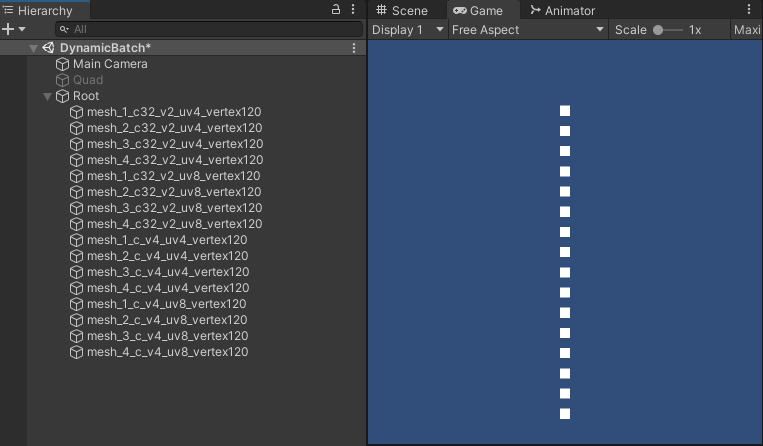 Hierarchy
All
DynamicBatch*
Main Camera
Quad
Root
mesh_1_c32_v2_uv4_vertex120
mesh_2_c32_v2_uv4_vertex120
mesh_3_c32_v2_uv4_vertex120
mesh_4_c32_v2_uv4_vertex120
mesh_1_c32_v2_uv8_vertex120
mesh_2_c32_v2_uv8_vertex120
mesh_3_c32_v2_uv8_vertex120
mesh_4_c32_v2_uv8_vertex120
mesh_1_c_v4_uv4_vertex120
mesh_2_c_v4_uv4_vertex120
mesh_3_c_v4_uv4_vertex120
mesh_4_c_v4_uv4_vertex120
mesh_1_c_v4_uv8_vertex120
mesh_2_c_v4_uv8_vertex120
mesh_3_c_v4_uv8_vertex120
mesh_4_c_v4_uv8_vertex120
Scene Game Animator
Display 1 Free Aspect Scale 1x Maxi